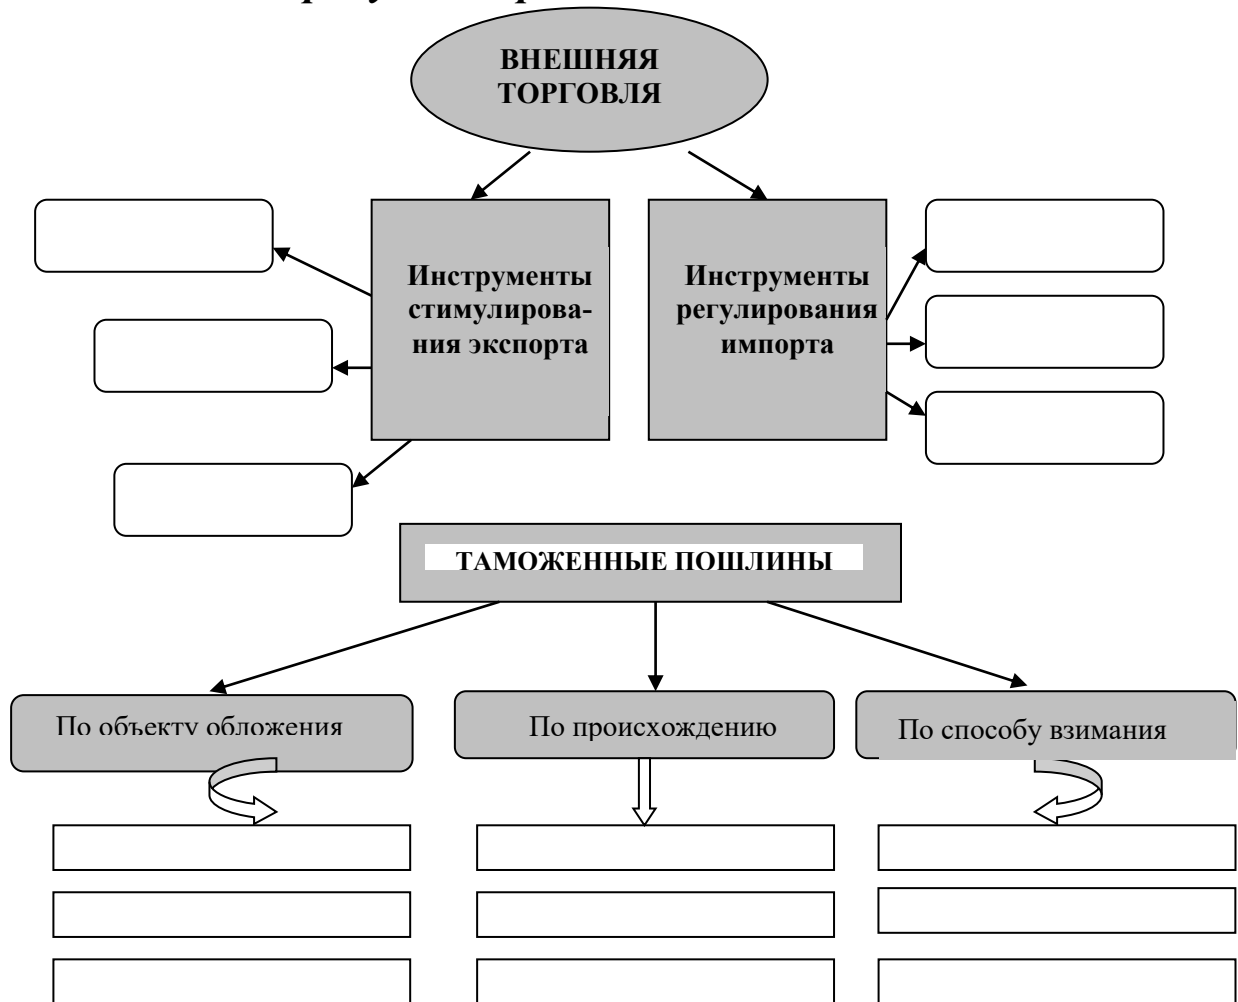 ВНЕШНЯЯ
ТОРГОВЛЯ
Инструменты
стимулирова-
ния экспорта
Инструменты
регулирования
импорта
ТАМОЖЕННЫЕ ПОШЛИНЫ
По объекту обложения
По происхождению
По способу взимания